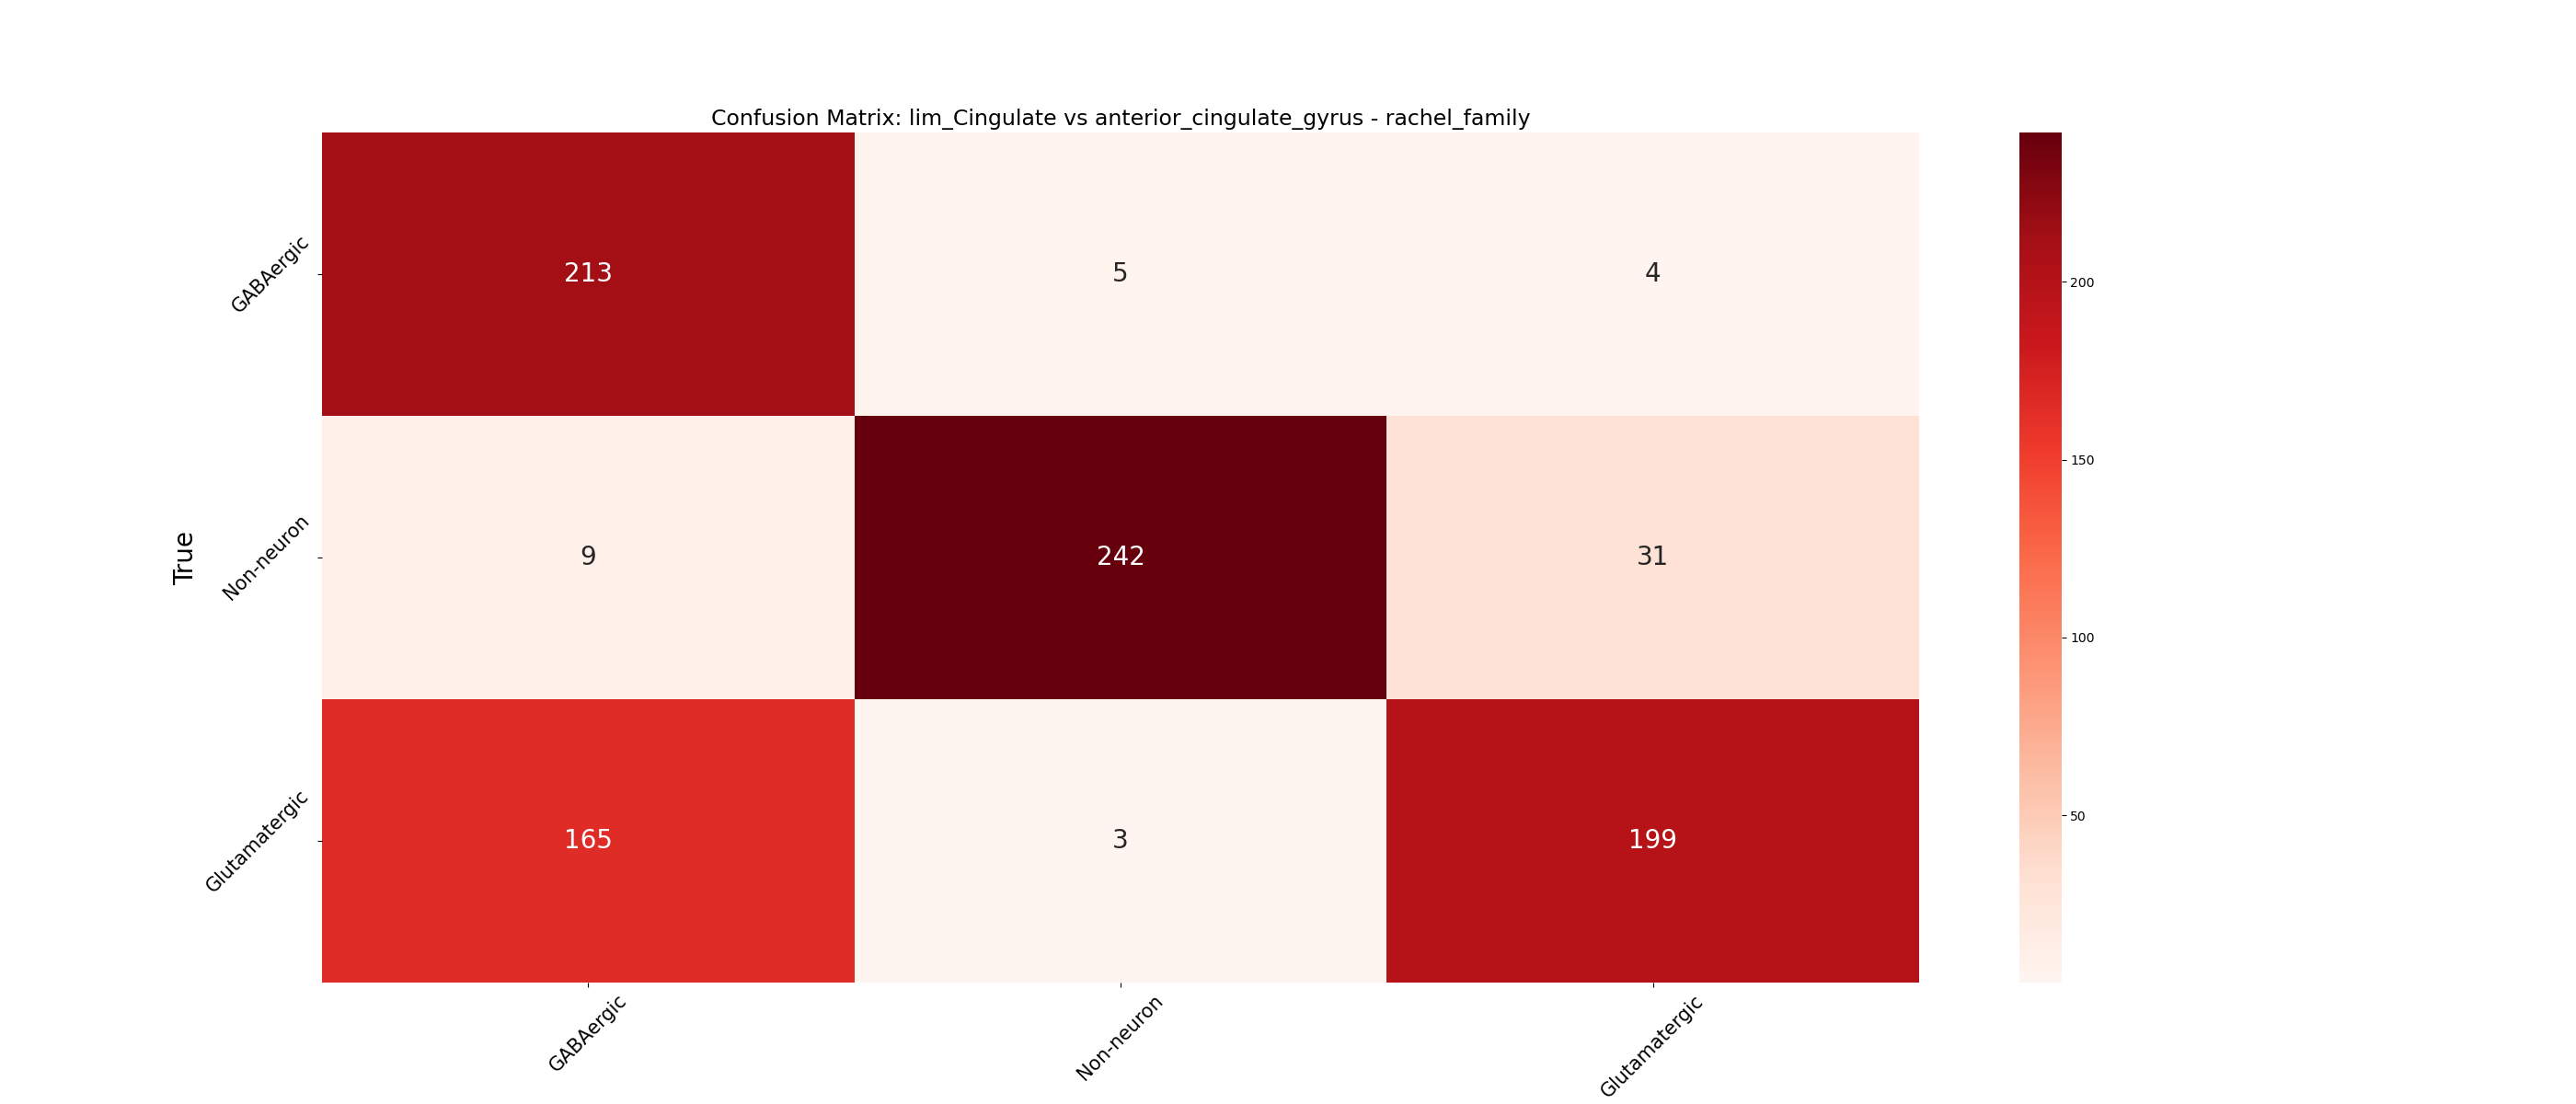 Confusion Matrix: lim_Cingulate vs anterior_cingulate_gyrus - rachel_family
True
GABAergic
213
5
4
200
Non-neuron
9
242
31
150
100
Glutamatergic
165
3
199
50
GABAergic
Non-neuron
Glutamatergic